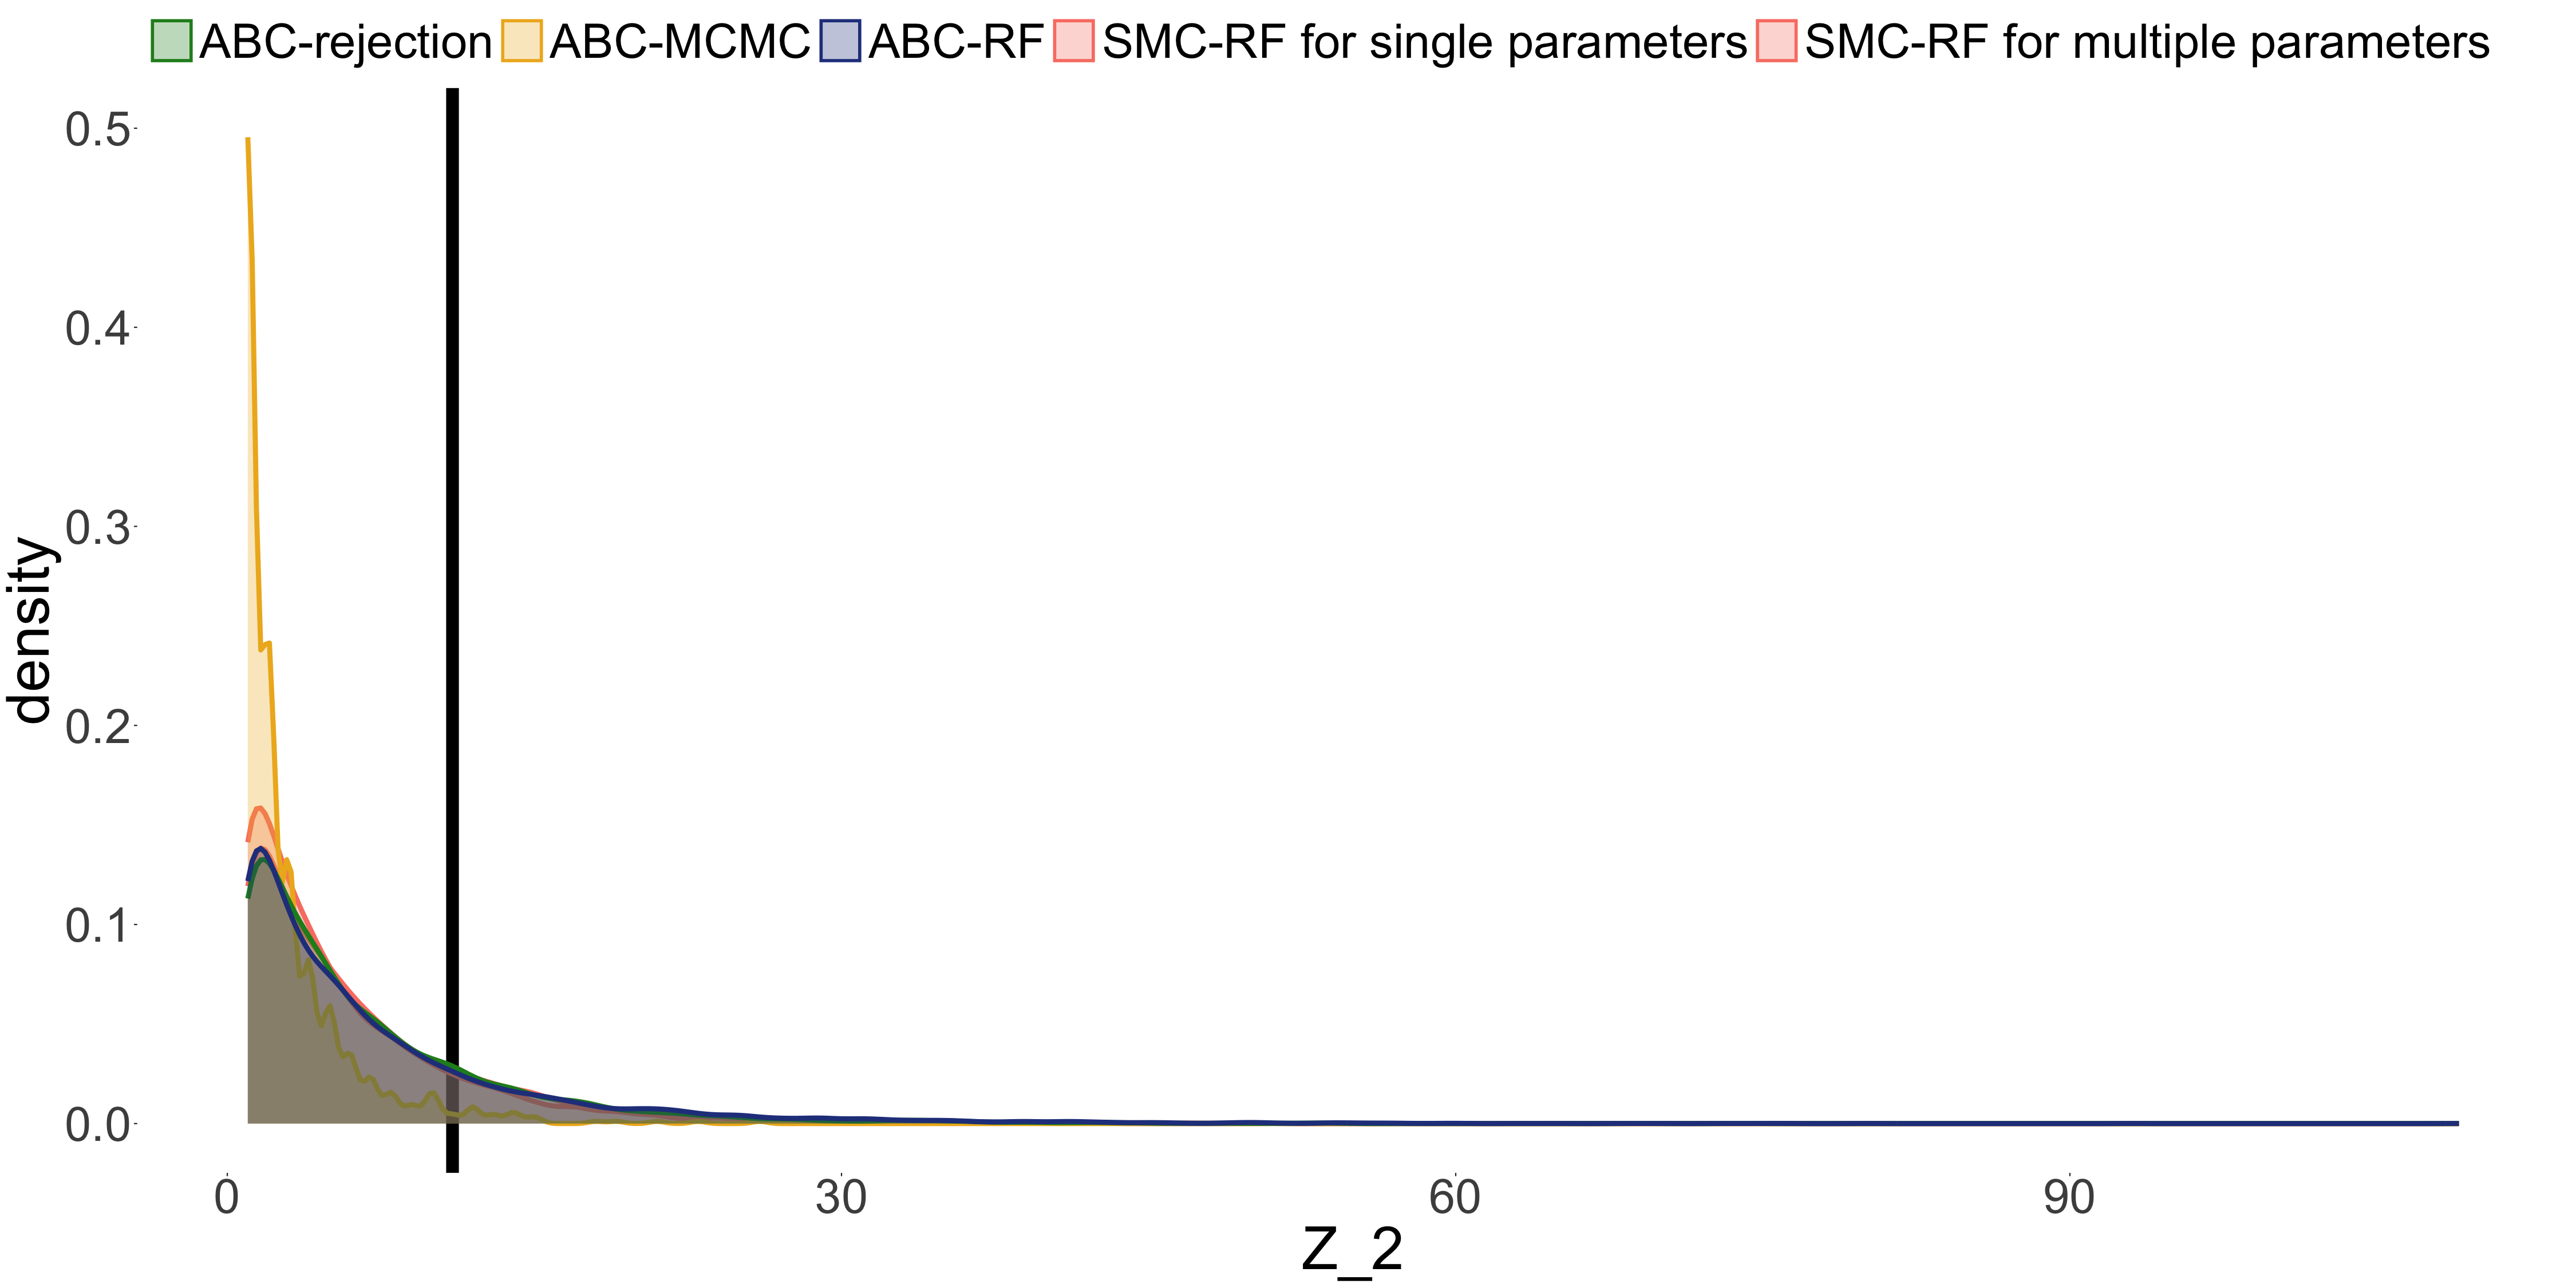 ABC-rejection ABC-MCMC ABC-RF SMC-RF for single parameters SMC-RF for multiple parameters
0.5
0.4
0.3
0.2
0.1
0.0
density
0 30 60 90
Z_2